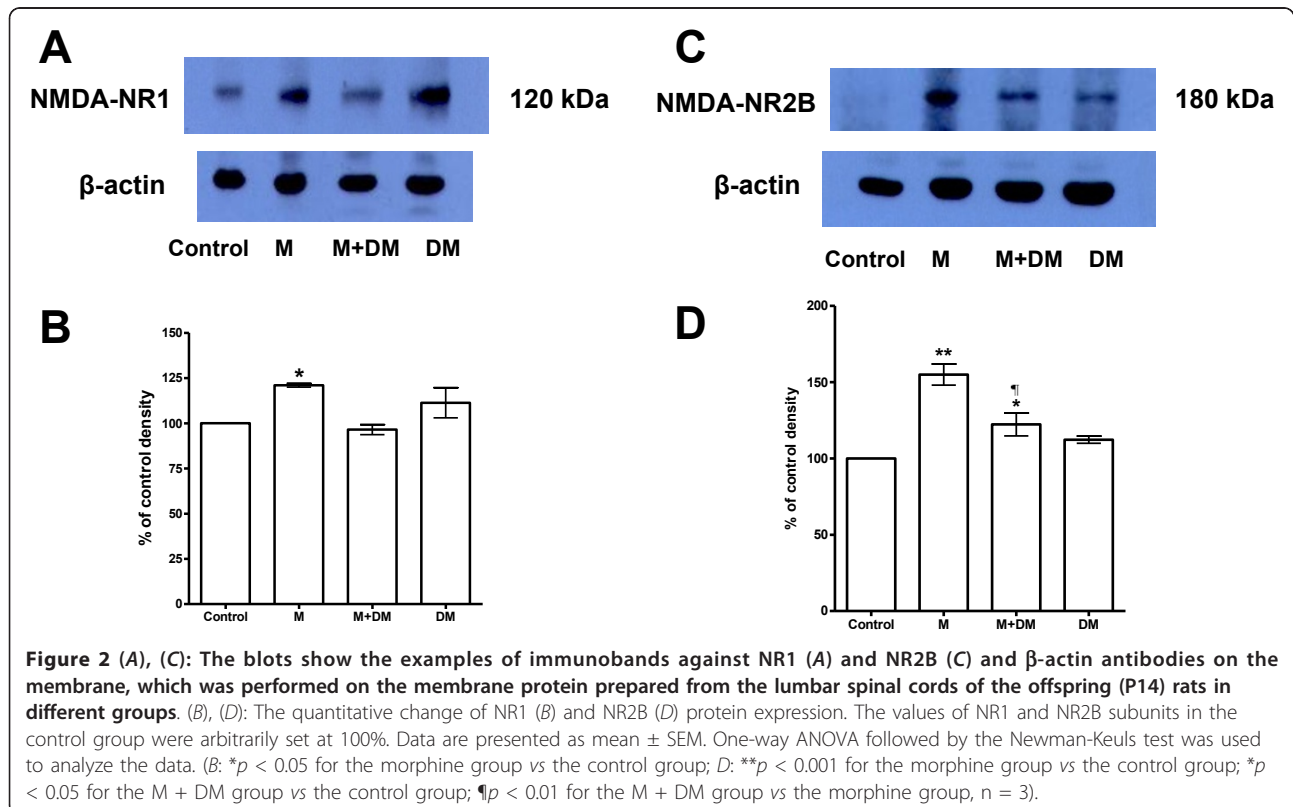 A
NMDA-NR1
120 kDa
β-actin
Control M M+DM DM
C
NMDA-NR2B
180 kDa
β-actin
Control M M+DM DM
B
% of control density
150
125
100
75
50
25
0
*
Control M M+DM DM
D
% of control density
200
150
100
50
0
**
¶
*
Control M M+DM DM
Figure 2 (A), (C): The blots show the examples of immunobands against NR1 (A) and NR2B (C) and β-actin antibodies on the
membrane, which was performed on the membrane protein prepared from the lumbar spinal cords of the offspring (P14) rats in
different groups. (B), (D): The quantitative change of NR1 (B) and NR2B (D) protein expression. The values of NR1 and NR2B subunits in the
control group were arbitrarily set at 100%. Data are presented as mean ± SEM. One-way ANOVA followed by the Newman-Keuls test was used
to analyze the data. (B: *p < 0.05 for the morphine group vs the control group; D: **p < 0.001 for the morphine group vs the control group; *p
< 0.05 for the M + DM group vs the control group; ¶p < 0.01 for the M + DM group vs the morphine group, n = 3).